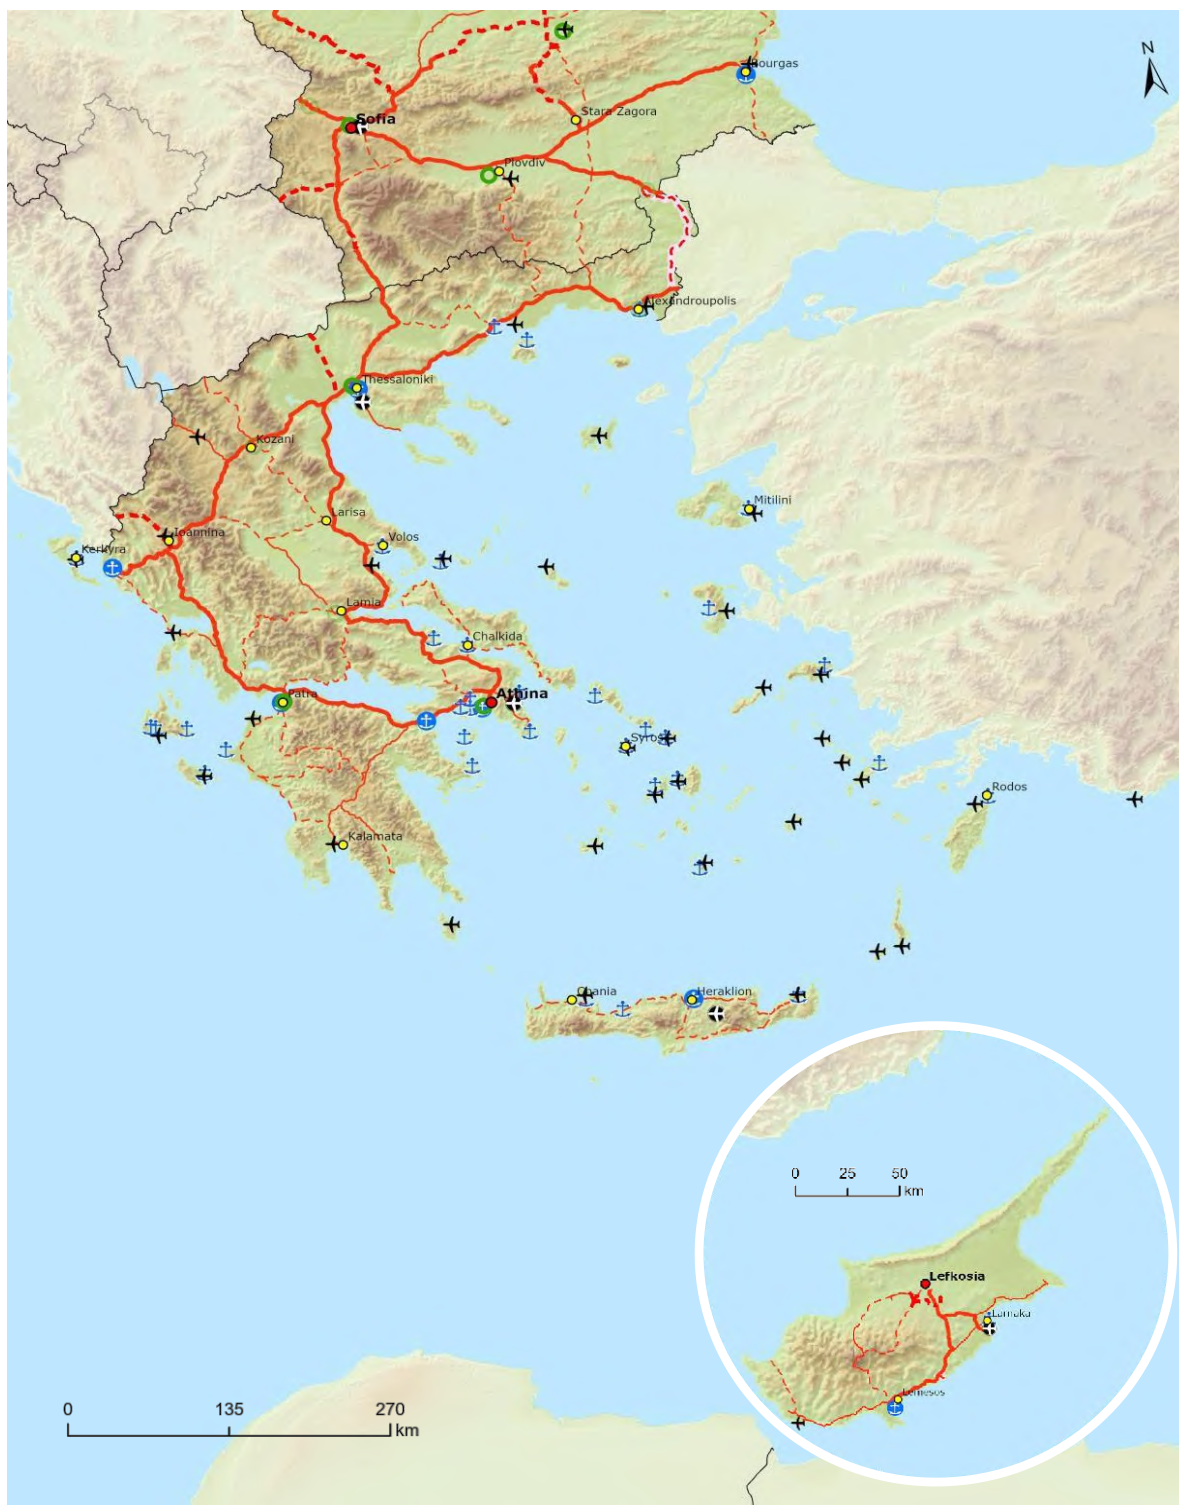 N
Bourgas
Stara Zagora
Sofia
Plovdiv
Alexandroupolis
Thessaloniki
Kozani
Mitilini
Larisa
Ioannina
Volos
Kerkyra
Lamia
Chalkida
Patra
Athina
Syros
Rodos
Kalamata
Chania
Heraklion
0 25 50
km
Lefkosia
Larnaka
Lemesos
0 135 270
km